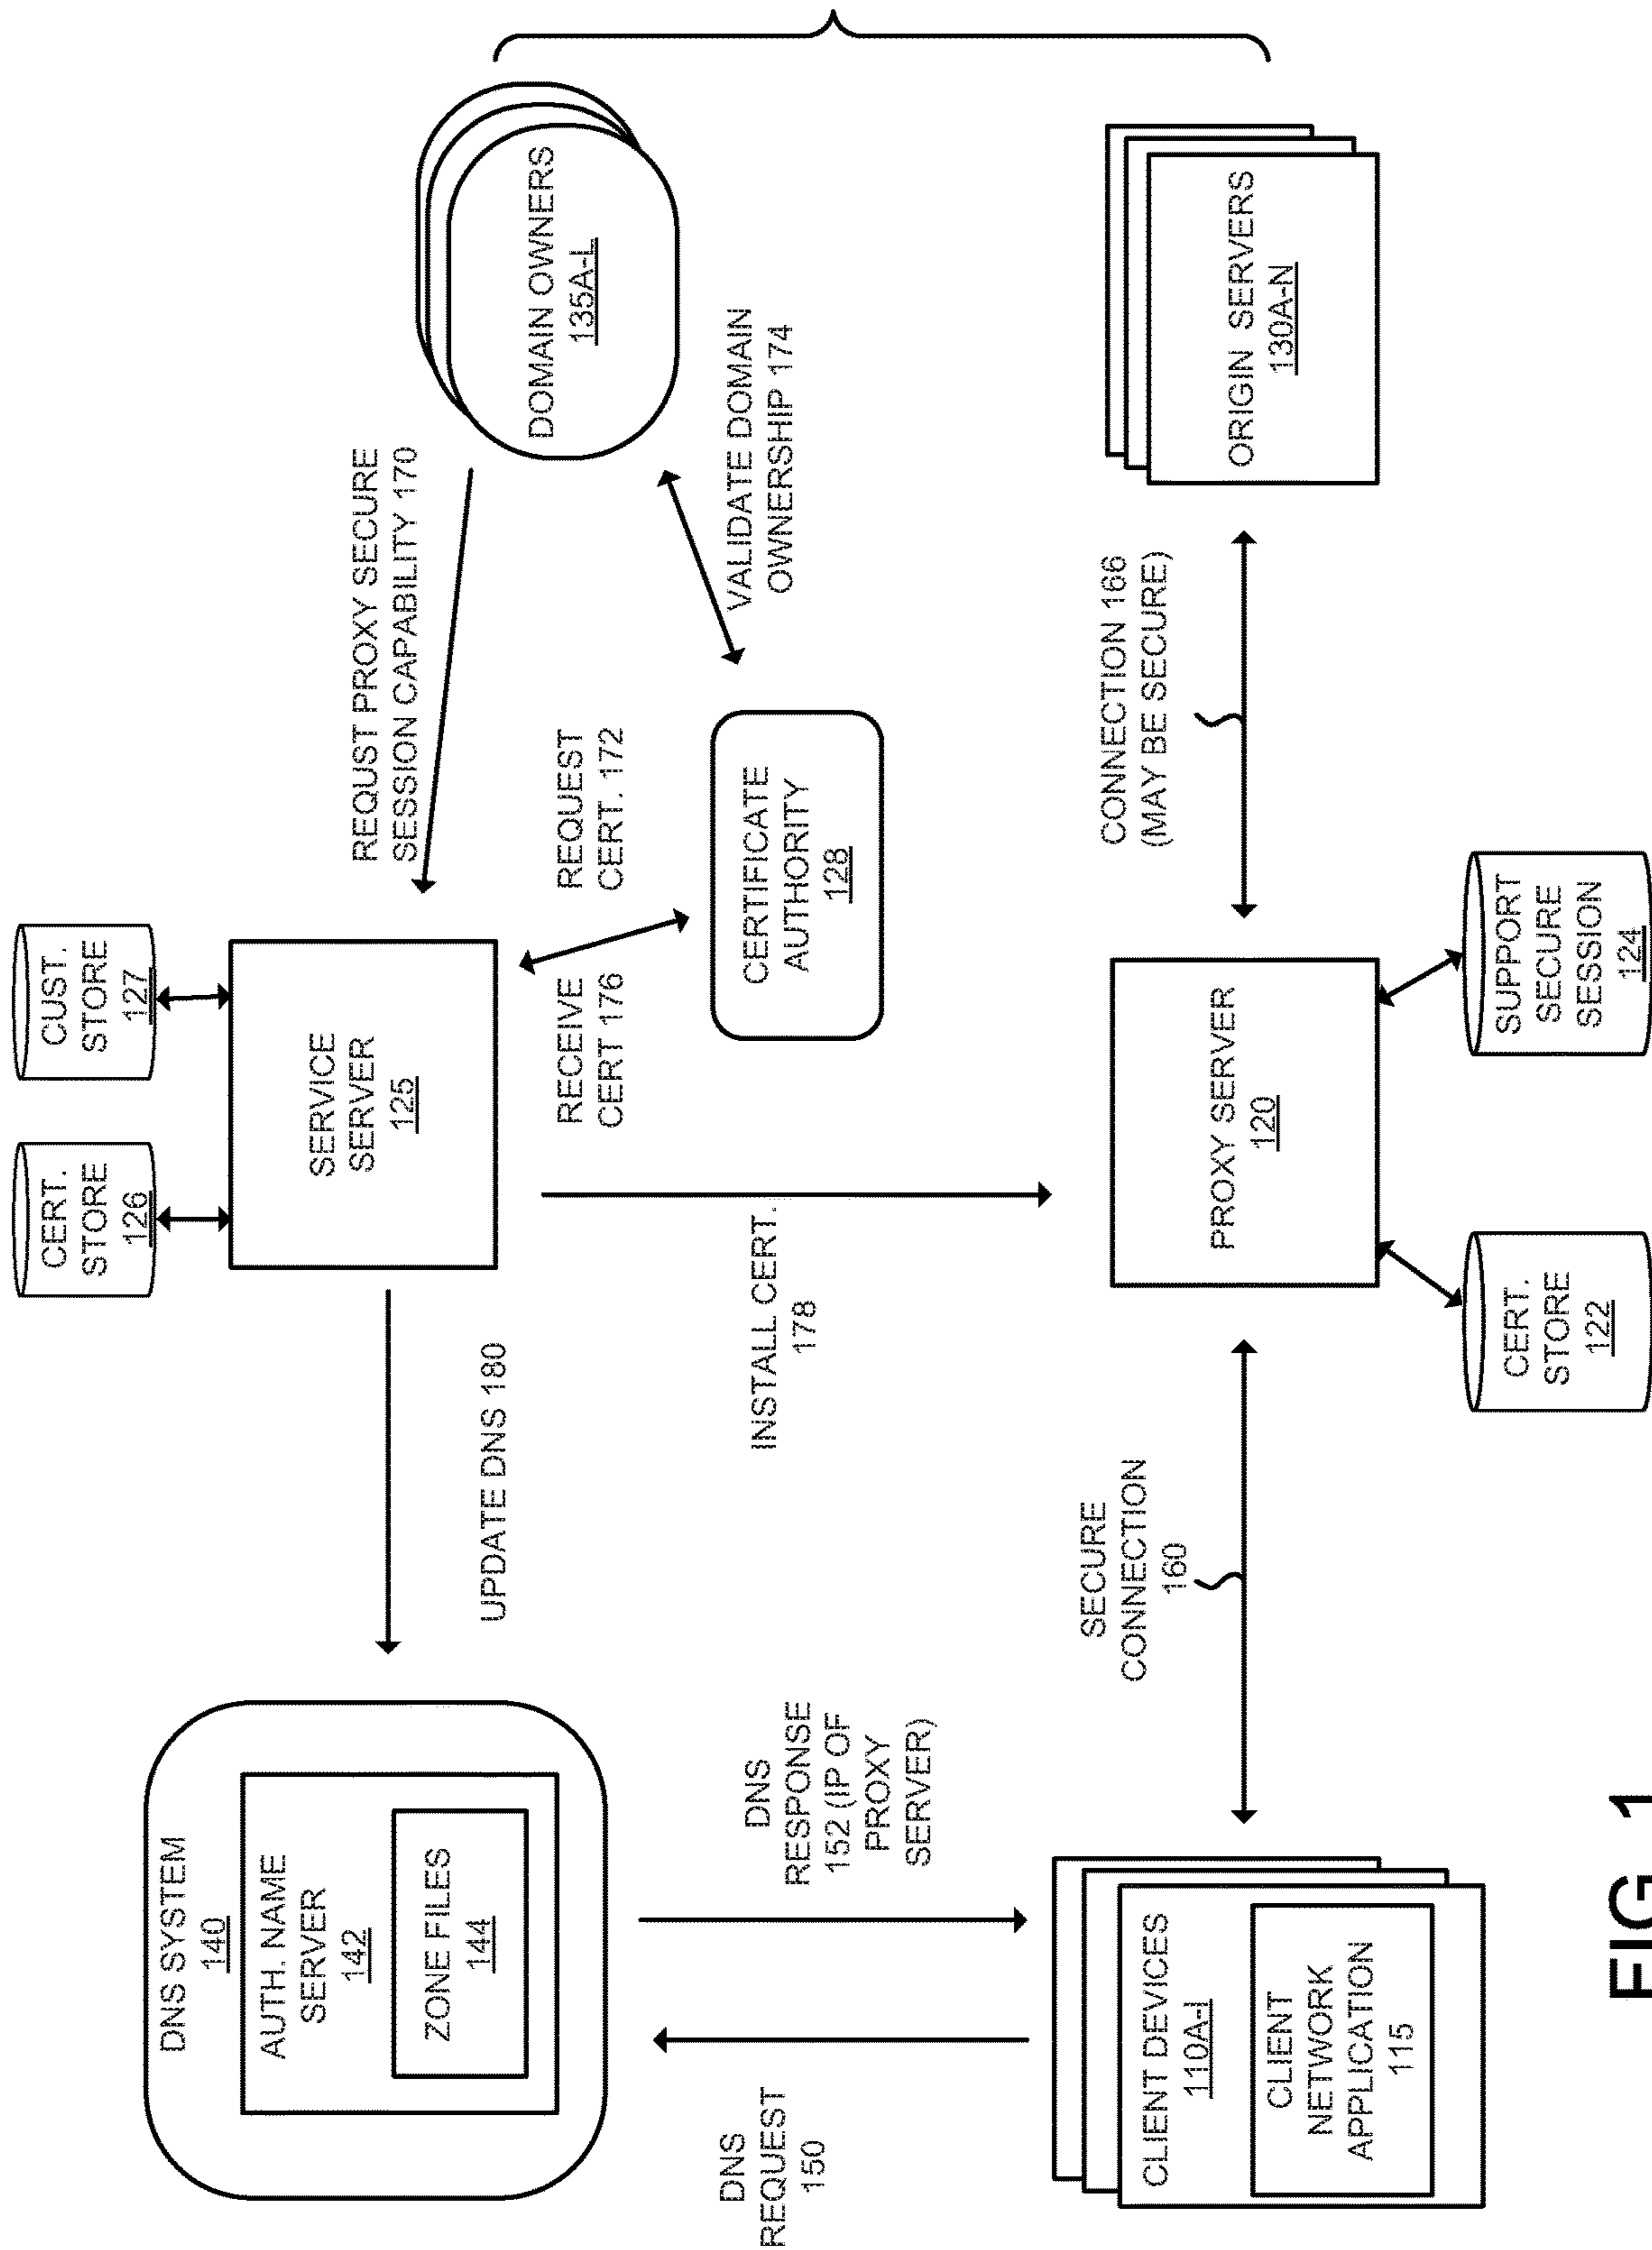 DNS SYSTEM
140
AUTH. NAME
SERVER
142
ZONE FILES
144
UPDATE DNS 180
CERT.
STORE
126
CUST.
STORE
127
SERVICE
SERVER
125
REQUST PROXY SECURE
SESSION CAPABILITY 170
DOMAIN OWNERS
135A-L
VALIDATE DOMAIN
OWNERSHIP 174
REQUEST
CERT. 172
RECEIVE
CERT 176
CERTIFICATE
AUTHORITY
128
INSTALL CERT.
178
DNS
REQUEST
150
DNS
RESPONSE
152 (IP OF
PROXY
SERVER)
CLIENT DEVICES
110A-I
CLIENT
NETWORK
APPLICATION
115
SECURE
CONNECTION
160
PROXY SERVER
120
CERT.
STORE
122
SUPPORT
SECURE
SESSION
124
CONNECTION 166
(MAY BE SECURE)
ORIGIN SERVERS
130A-N
FIG. 1